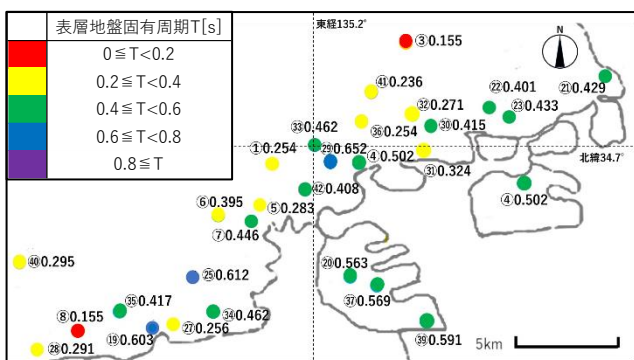 表層地盤固有周期T[s]
0≦T<0.2
0.2≦T<0.4
0.4≦T<0.6
0.6≦T<0.8
0.8≦T
東経135.2°
③0.155
N
㊶0.236
㉒0.401
㉑0.429
㉜0.271
㉓0.433
㉝0.462
㊱0.254
㉚0.415
①0.254
㉙0.652
④0.502
北緯34.7°
㉛0.324
㊷0.408
④0.502
⑥0.395
⑤0.283
⑦0.446
㊵0.295
㉕0.612
⑳0.563
㊲0.569
⑧0.155
㉟0.417
㉞0.462
⑲0.603
㉗0.256
㊴0.591
㉘0.291
5km